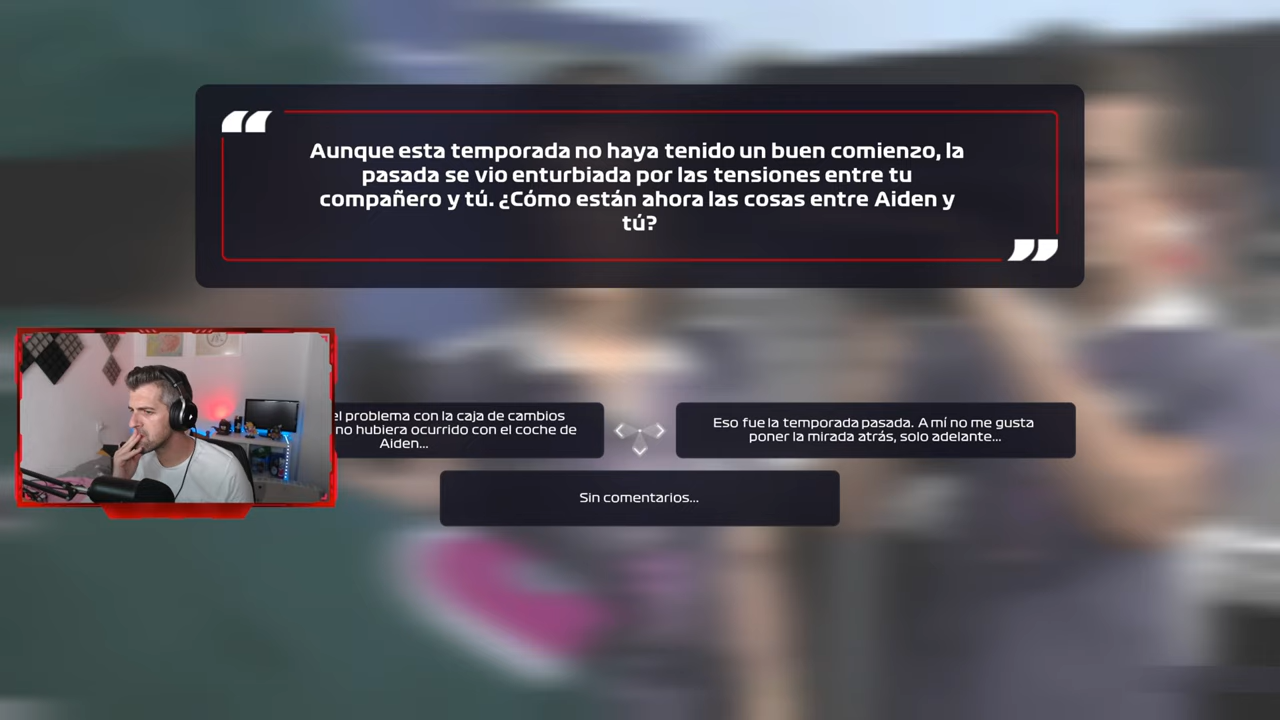 Aunque esta temporada no haya tenido un buen comienzo, la
pasada se vio enturbiada por las tensiones entre tu
compañero y tú. ¿Cómo están ahora las cosas entre Aiden y
tú?
el problema con la caja de cambios
no hubiera ocurrido con el coche de
Aiden...
Eso fue la temporada pasada. A mí no me gusta
poner la mirada atrás, solo adelante...
Sin comentarios...